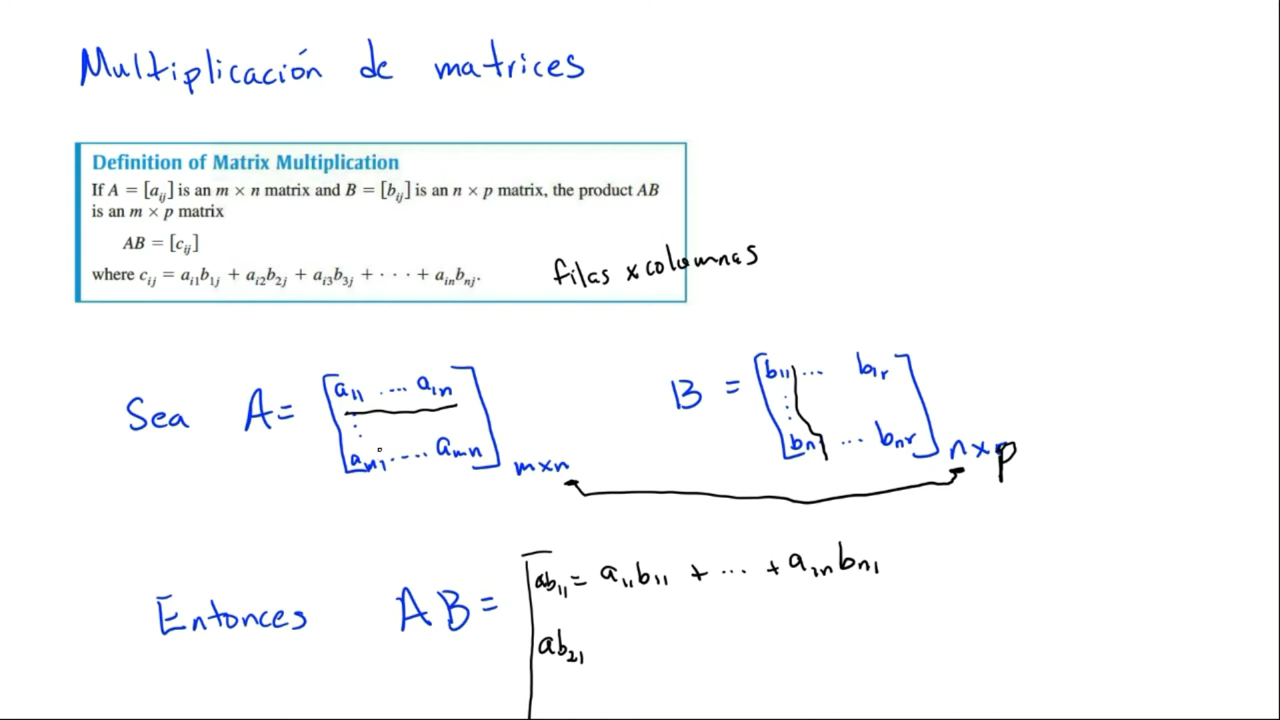 Multiplicación de matrices
Definition of Matrix Multiplication
If A = [aᵢⱼ] is an m × n matrix and B = [bᵢⱼ] is an n × p matrix, the product AB
is an m × p matrix
AB = [cᵢⱼ]
where cᵢⱼ = aᵢ₁b₁ⱼ + aᵢ₂b₂ⱼ + aᵢ₃b₃ⱼ + · · · + aᵢₙbₙⱼ.
filas x columnas
Sea A = [a₁₁ ... a₁ₙ
⋮
aₙ₁ .... aₘₙ] m×n
B = [b₁₁ ... b₁ᵣ
⋮
bₙ₁ ... bₙᵣ] n×p
Entonces AB = [ab₁₁ = a₁₁b₁₁ + ... + a₁ₙbₙ₁
ab₂₁